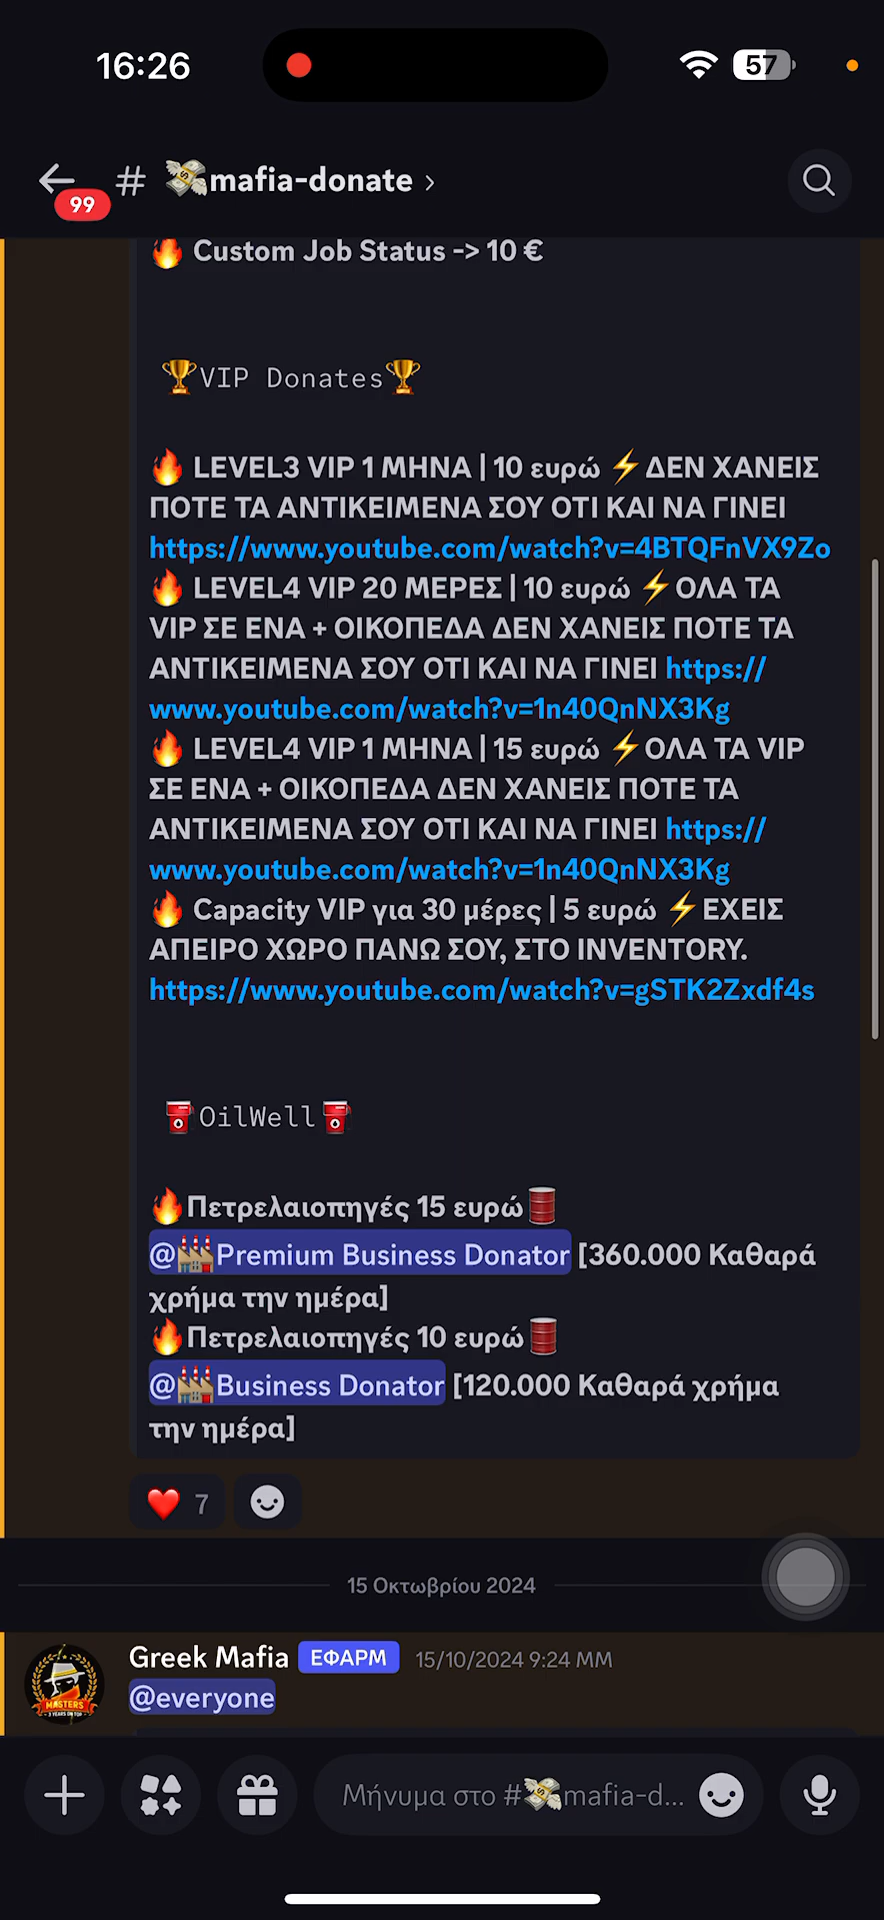 16:26
57
99
# 💸mafia-donate ›
🔥 Custom Job Status -> 10 €
🏆VIP Donates🏆
🔥 LEVEL3 VIP 1 ΜΗΝΑ | 10 ευρώ ⚡ΔΕΝ ΧΑΝΕΙΣ
ΠΟΤΕ ΤΑ ΑΝΤΙΚΕΙΜΕΝΑ ΣΟΥ ΟΤΙ ΚΑΙ ΝΑ ΓΙΝΕΙ
https://www.youtube.com/watch?v=4BTQFnVX9Zo
🔥 LEVEL4 VIP 20 ΜΕΡΕΣ | 10 ευρώ ⚡ΟΛΑ ΤΑ
VIP ΣΕ ΕΝΑ + ΟΙΚΟΠΕΔΑ ΔΕΝ ΧΑΝΕΙΣ ΠΟΤΕ ΤΑ
ΑΝΤΙΚΕΙΜΕΝΑ ΣΟΥ ΟΤΙ ΚΑΙ ΝΑ ΓΙΝΕΙ https://
www.youtube.com/watch?v=1n40QnNX3Kg
🔥 LEVEL4 VIP 1 ΜΗΝΑ | 15 ευρώ ⚡ΟΛΑ ΤΑ VIP
ΣΕ ΕΝΑ + ΟΙΚΟΠΕΔΑ ΔΕΝ ΧΑΝΕΙΣ ΠΟΤΕ ΤΑ
ΑΝΤΙΚΕΙΜΕΝΑ ΣΟΥ ΟΤΙ ΚΑΙ ΝΑ ΓΙΝΕΙ https://
www.youtube.com/watch?v=1n40QnNX3Kg
🔥 Capacity VIP για 30 μέρες | 5 ευρώ ⚡ΕΧΕΙΣ
ΑΠΕΙΡΟ ΧΩΡΟ ΠΑΝΩ ΣΟΥ, ΣΤΟ INVENTORY.
https://www.youtube.com/watch?v=gSTK2Zxdf4s
OilWell
🔥Πετρελαιοπηγές 15 ευρώ🛢️
@🏭Premium Business Donator [360.000 Καθαρά
χρήμα την ημέρα]
🔥Πετρελαιοπηγές 10 ευρώ🛢️
@🏭Business Donator [120.000 Καθαρά χρήμα
την ημέρα]
❤️ 7
15 Οκτωβρίου 2024
Greek Mafia ΕΦΑΡΜ 15/10/2024 9:24 ΜΜ
@everyone
MASTERS
3 YEARS ON TOP
Μήνυμα στο #💸mafia-d...